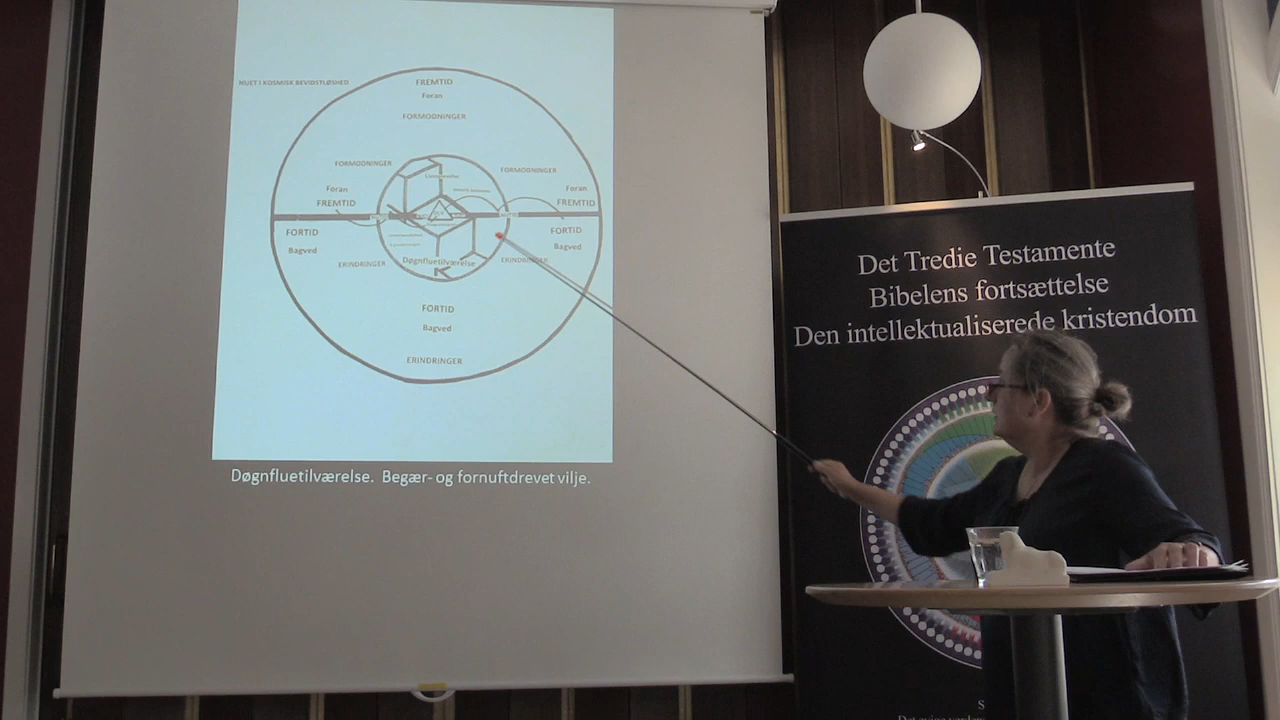 NUET I KOSMISK BEVIDSTLØSHED
FREMTID
Foran
FORMODNINGER
FORMODNINGER
FORMODNINGER
Foran
FREMTID
Foran
FREMTID
FORTID
Bagved
FORTID
Bagved
ERINDRINGER
Døgnfluetilværelse
ERINDRINGER
FORTID
Bagved
ERINDRINGER
Døgnfluetilværelse. Begær- og fornuftdrevet vilje.
Det Tredie Testamente
Bibelens fortsættelse
Den intellektualiserede kristendom